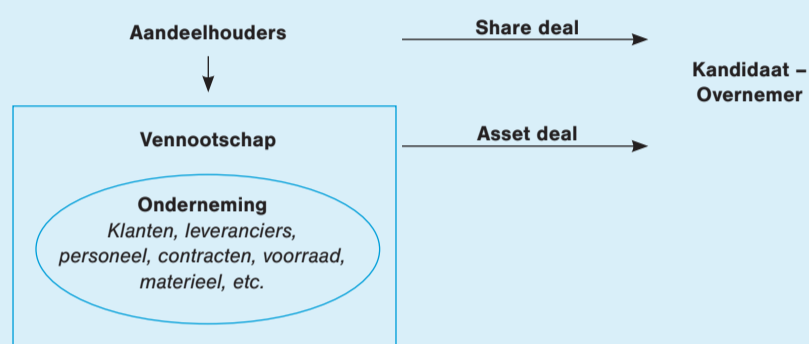 Aandeelhouders
Share deal
Kandidaat –
Overnemer
Vennootschap
Asset deal
Onderneming
Klanten, leveranciers,
personeel, contracten, voorraad,
materieel, etc.